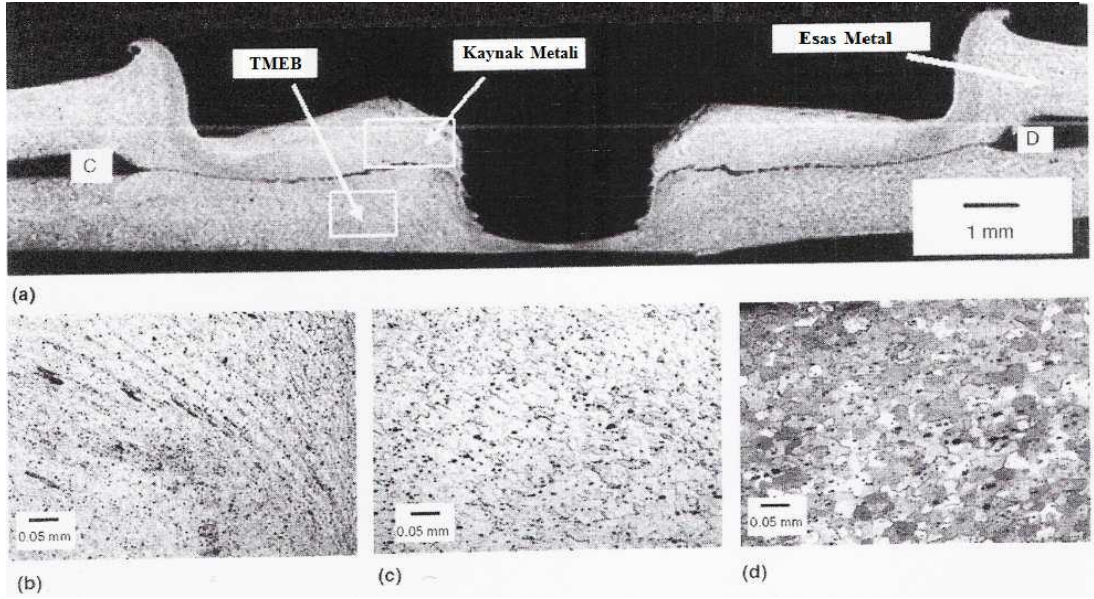 TMEB
Kaynak Metali
Esas Metal
C
D
1 mm
(a)
0.05 mm
0.05 mm
0.05 mm
(b)
(c)
(d)